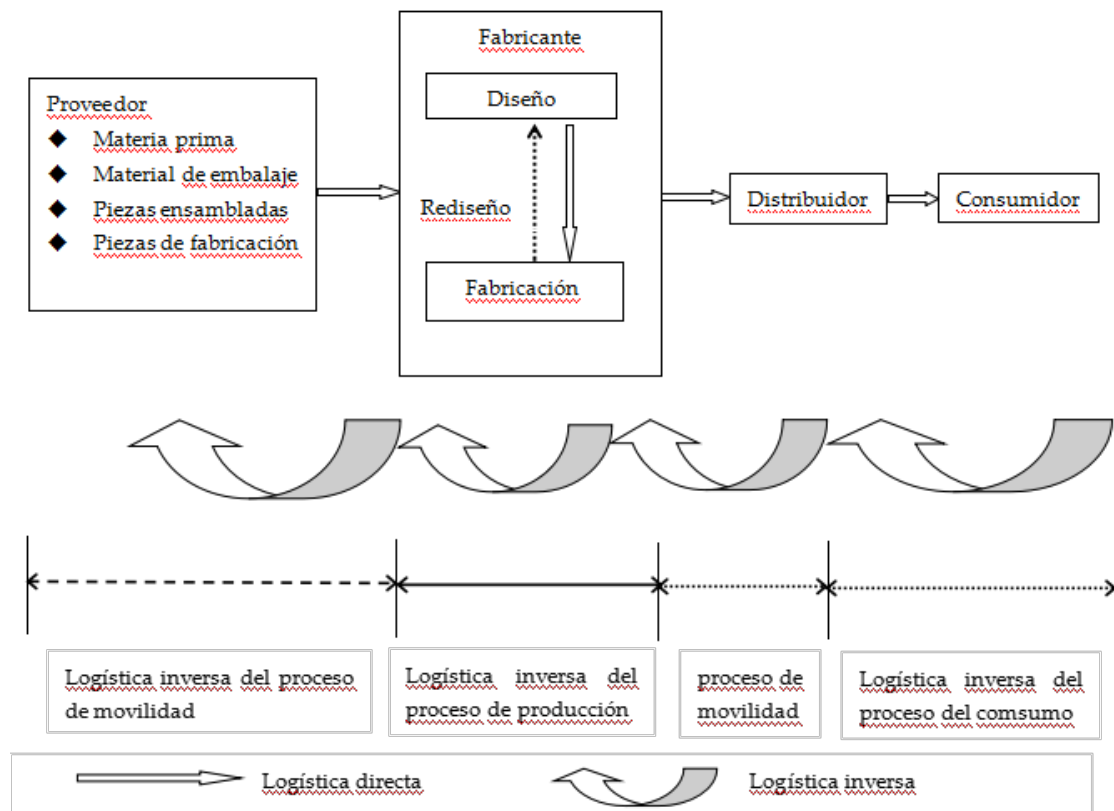 Fabricante
Diseño
Rediseño
Fabricación
Proveedor
◆ Materia prima
◆ Material de embalaje
◆ Piezas ensambladas
◆ Piezas de fabricación
Distribuidor
Consumidor
Logística inversa del proceso
de movilidad
Logística inversa del
proceso de producción
proceso de
movilidad
Logística inversa del
proceso del comsumo
Logística directa
Logística inversa